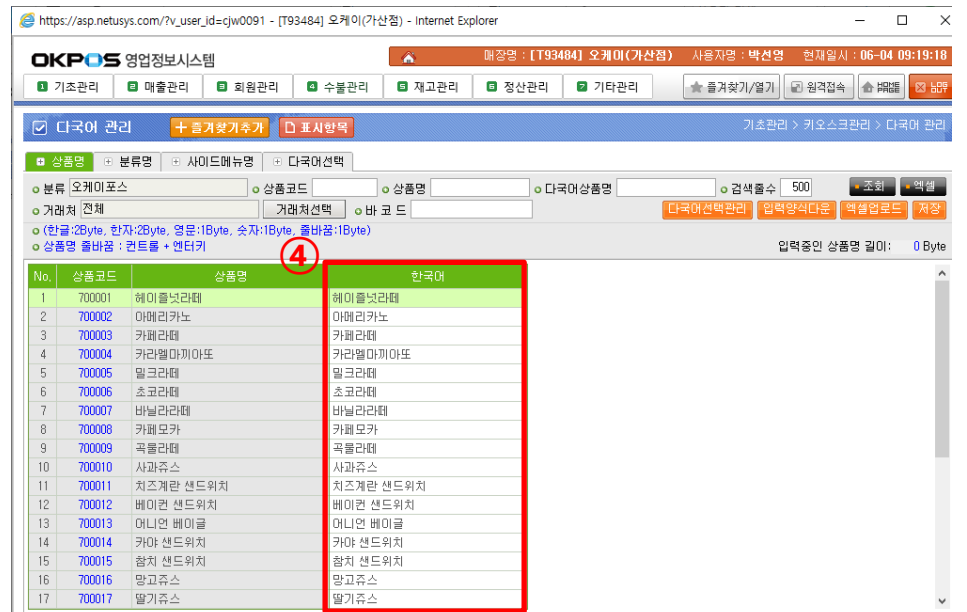 https://asp.netusys.com/?v_user_id=cjw0091 - [T93484] 오케이(가산점) - Internet Explorer
OKPOS 영업정보시스템
매장명 : [T93484] 오케이(가산점) 사용자명 : 박선영 현재일시 : 06-04 09:19:18
1 기초관리 2 매출관리 3 회원관리 4 수불관리 5 재고관리 6 정산관리 7 기타관리 즐겨찾기/열기 원격접속
다국어 관리 즐겨찾기추가 표시항목 기초관리 > 키오스크관리 > 다국어 관리
상품명 분류명 사이드메뉴명 다국어선택
분류 오케이포스 상품코드 상품명 다국어상품명 검색줄수 500 조회 엑셀
거래처 전체 거래처선택 바 코 드 다국어선택관리 입력양식다운 엑셀업로드 저장
(한글:2Byte, 한자:2Byte, 영문:1Byte, 숫자:1Byte, 줄바꿈:1Byte)
상품명 줄바꿈 : 컨트롤 + 엔터키 입력중인 상품명 길이: 0 Byte
④
No. 상품코드 상품명 한국어
1 700001 헤이즐넛라떼 헤이즐넛라떼
2 700002 아메리카노 아메리카노
3 700003 카페라떼 카페라떼
4 700004 카라멜마끼아또 카라멜마끼아또
5 700005 밀크라떼 밀크라떼
6 700006 초코라떼 초코라떼
7 700007 바닐라라떼 바닐라라떼
8 700008 카페모카 카페모카
9 700009 곡물라떼 곡물라떼
10 700010 사과쥬스 사과쥬스
11 700011 치즈계란 샌드위치 치즈계란 샌드위치
12 700012 베이컨 샌드위치 베이컨 샌드위치
13 700013 어니언 베이글 어니언 베이글
14 700014 카야 샌드위치 카야 샌드위치
15 700015 참치 샌드위치 참치 샌드위치
16 700016 망고쥬스 망고쥬스
17 700017 딸기쥬스 딸기쥬스